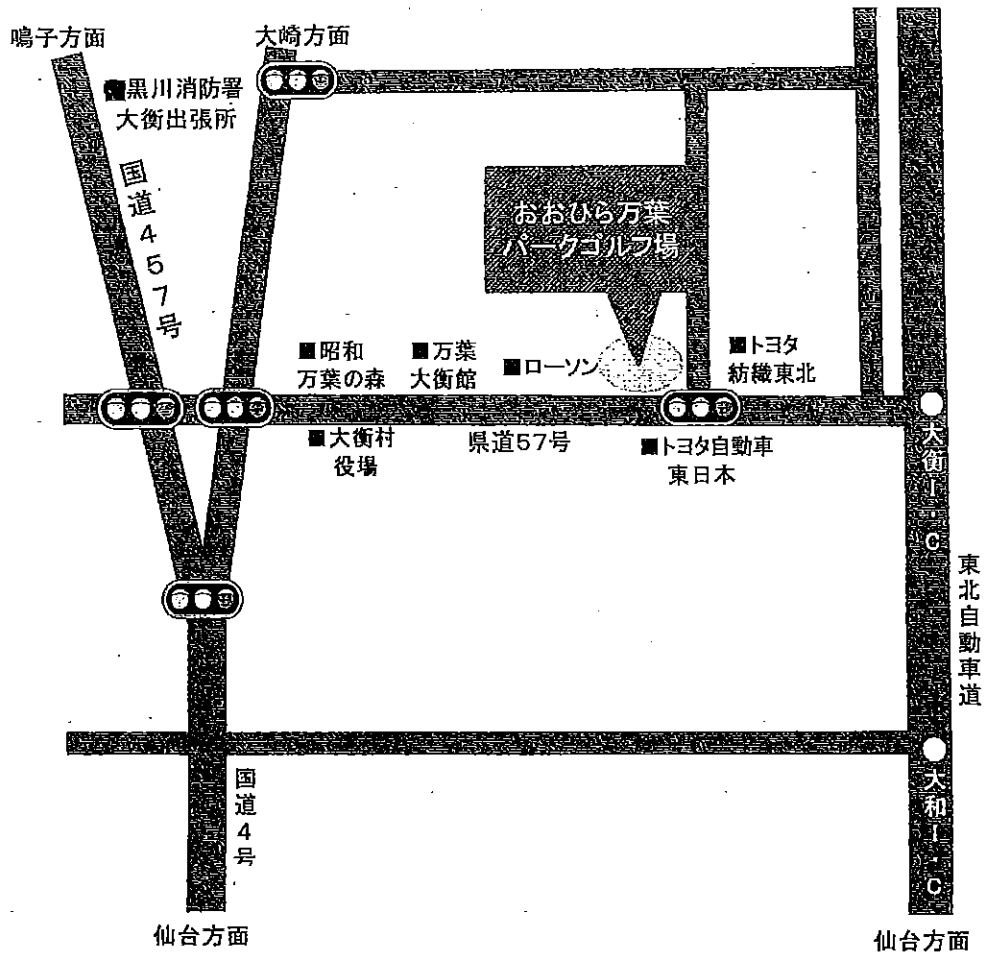 鳴子方面
大崎方面
■黒川消防署
大衡出張所
国道457号
おおひら万葉
パークゴルフ場
■昭和
万葉の森
■万葉
大衡館
■ローソン
■トヨタ
紡織東北
■大衡村
役場
県道57号
■トヨタ自動車
東日本
大衡I・C
東北自動車道
大和I・C
国道4号
仙台方面
仙台方面